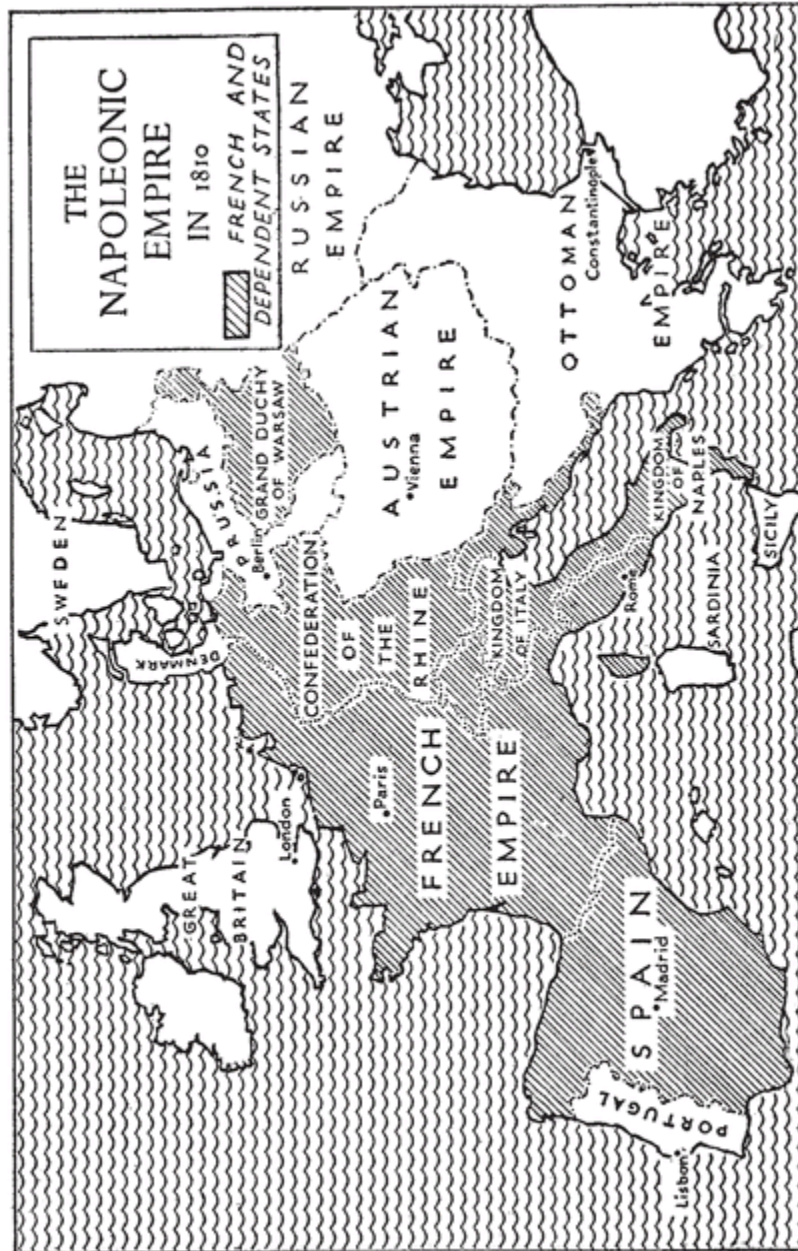 THE
NAPOLEONIC
EMPIRE
IN 1810
FRENCH AND
DEPENDENT STATES
RUSSIAN
EMPIRE
SWEDEN
DENMARK
PRUSSIA
Berlin
GRAND DUCHY
OF WARSAW
GREAT
BRITAIN
London
CONFEDERATION
OF
THE
RHINE
AUSTRIAN
Vienna
EMPIRE
Paris
FRENCH
EMPIRE
KINGDOM
OF ITALY
OTTOMAN
Constantinople
EMPIRE
KINGDOM
OF
NAPLES
Rome
SARDINIA
SICILY
SPAIN
Madrid
PORTUGAL
Lisbon